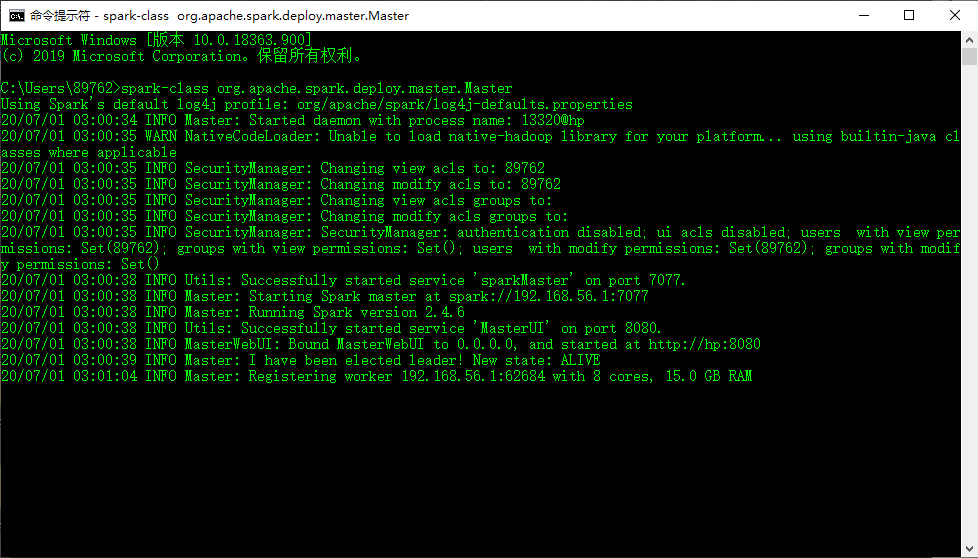 命令提示符 - spark-class  org.apache.spark.deploy.master.Master
Microsoft Windows [版本 10.0.18363.900]
(c) 2019 Microsoft Corporation。保留所有权利。
C:\Users\89762>spark-class org.apache.spark.deploy.master.Master
Using Spark's default log4j profile: org/apache/spark/log4j-defaults.properties
20/07/01 03:00:34 INFO Master: Started daemon with process name: 13320@hp
20/07/01 03:00:35 WARN NativeCodeLoader: Unable to load native-hadoop library for your platform... using builtin-java cl
asses where applicable
20/07/01 03:00:35 INFO SecurityManager: Changing view acls to: 89762
20/07/01 03:00:35 INFO SecurityManager: Changing modify acls to: 89762
20/07/01 03:00:35 INFO SecurityManager: Changing view acls groups to:
20/07/01 03:00:35 INFO SecurityManager: Changing modify acls groups to:
20/07/01 03:00:35 INFO SecurityManager: SecurityManager: authentication disabled; ui acls disabled; users  with view per
missions: Set(89762); groups with view permissions: Set(); users  with modify permissions: Set(89762); groups with modif
y permissions: Set()
20/07/01 03:00:38 INFO Utils: Successfully started service 'sparkMaster' on port 7077.
20/07/01 03:00:38 INFO Master: Starting Spark master at spark://192.168.56.1:7077
20/07/01 03:00:38 INFO Master: Running Spark version 2.4.6
20/07/01 03:00:38 INFO Utils: Successfully started service 'MasterUI' on port 8080.
20/07/01 03:00:38 INFO MasterWebUI: Bound MasterWebUI to 0.0.0.0, and started at http://hp:8080
20/07/01 03:00:39 INFO Master: I have been elected leader! New state: ALIVE
20/07/01 03:01:04 INFO Master: Registering worker 192.168.56.1:62684 with 8 cores, 15.0 GB RAM